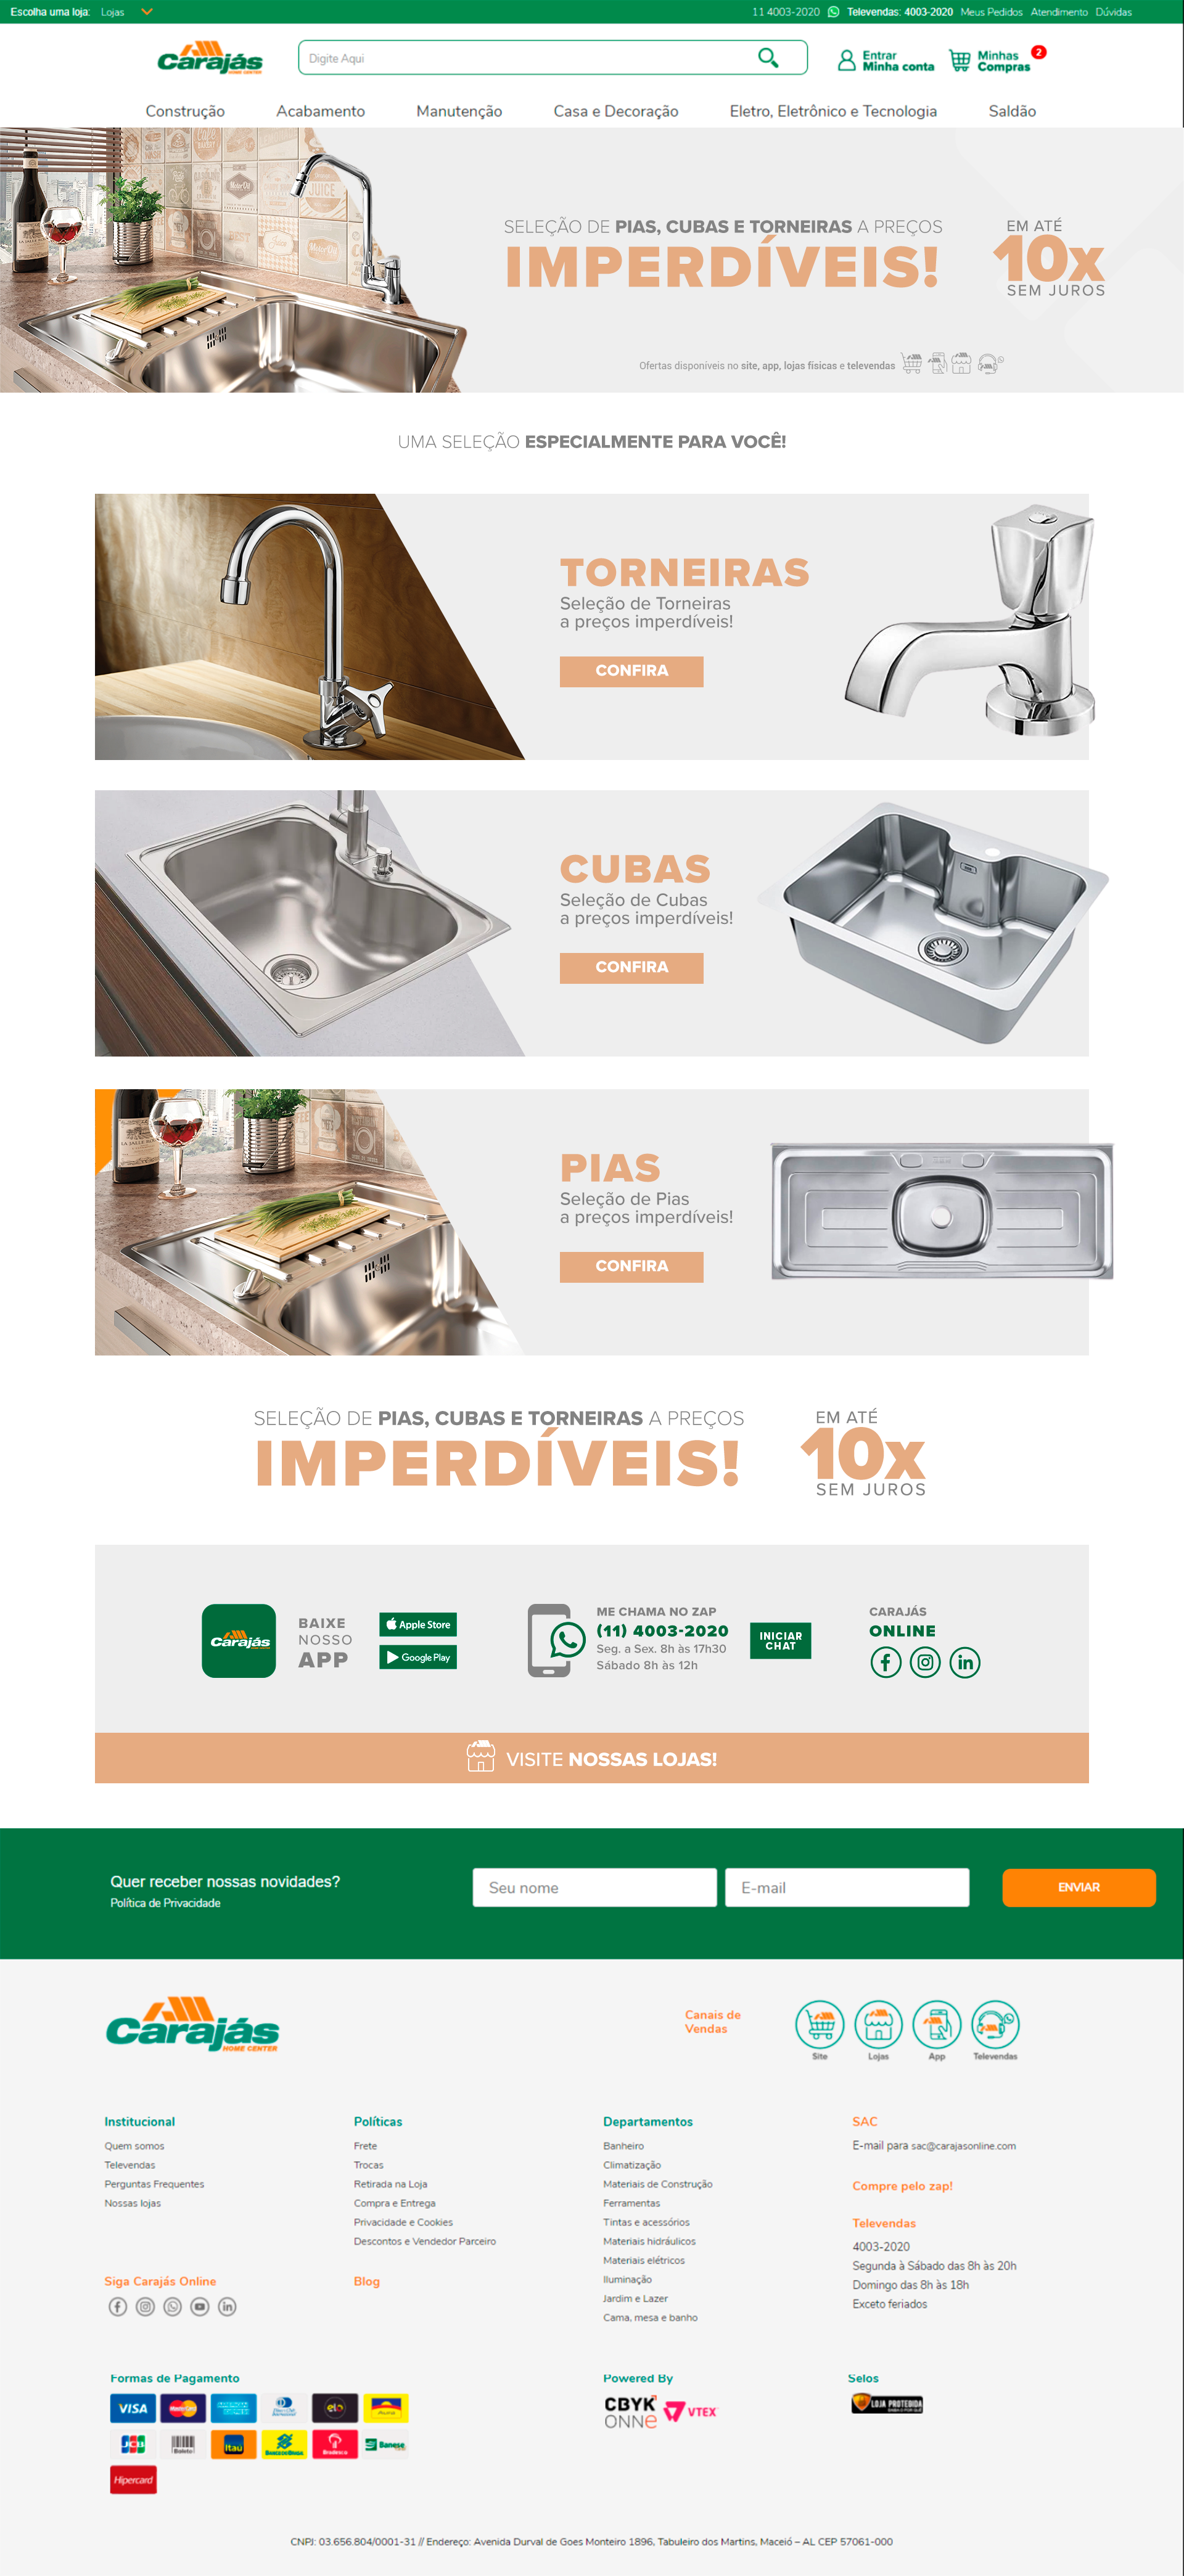 Escolha uma loja: Lojas
11 4003-2020 Televendas: 4003-2020 Meus Pedidos Atendimento Dúvidas
Carajás
HOME CENTER
Digite Aqui
Entrar
Minha conta
Minhas
Compras
2
Construção Acabamento Manutenção Casa e Decoração Eletro, Eletrônico e Tecnologia Saldão
SELEÇÃO DE PIAS, CUBAS E TORNEIRAS A PREÇOS
IMPERDÍVEIS!
EM ATÉ
10x
SEM JUROS
Ofertas disponíveis no site, app, lojas físicas e televendas
UMA SELEÇÃO ESPECIALMENTE PARA VOCÊ!
TORNEIRAS
Seleção de Torneiras
a preços imperdíveis!
CONFIRA
CUBAS
Seleção de Cubas
a preços imperdíveis!
CONFIRA
PIAS
Seleção de Pias
a preços imperdíveis!
CONFIRA
SELEÇÃO DE PIAS, CUBAS E TORNEIRAS A PREÇOS
IMPERDÍVEIS!
EM ATÉ
10x
SEM JUROS
Carajás
BAIXE
NOSSO
APP
Apple Store
Google Play
ME CHAMA NO ZAP
(11) 4003-2020
Seg. a Sex. 8h às 17h30
Sábado 8h às 12h
INICIAR
CHAT
CARAJÁS
ONLINE
VISITE NOSSAS LOJAS!
Quer receber nossas novidades?
Política de Privacidade
Seu nome
E-mail
ENVIAR
Carajás
HOME CENTER
Canais de
Vendas
Site Lojas App Televendas
Institucional
Quem somos
Televendas
Perguntas Frequentes
Nossas lojas
Siga Carajás Online
Políticas
Frete
Trocas
Retirada na Loja
Compra e Entrega
Privacidade e Cookies
Descontos e Vendedor Parceiro
Blog
Departamentos
Banheiro
Climatização
Materiais de Construção
Ferramentas
Tintas e acessórios
Materiais hidráulicos
Materiais elétricos
Iluminação
Jardim e Lazer
Cama, mesa e banho
SAC
E-mail para sac@carajasonline.com
Compre pelo zap!
Televendas
4003-2020
Segunda à Sábado das 8h às 20h
Domingo das 8h às 18h
Exceto feriados
Formas de Pagamento
VISA
elo
JCB Boleto Itaú Bradesco Banese
Hipercard
Powered By
CBYK
ONNe
VTEX
Selos
LOJA PROTEGIDA
CNPJ: 03.656.804/0001-31 // Endereço: Avenida Durval de Goes Monteiro 1896, Tabuleiro dos Martins, Maceió – AL CEP 57061-000